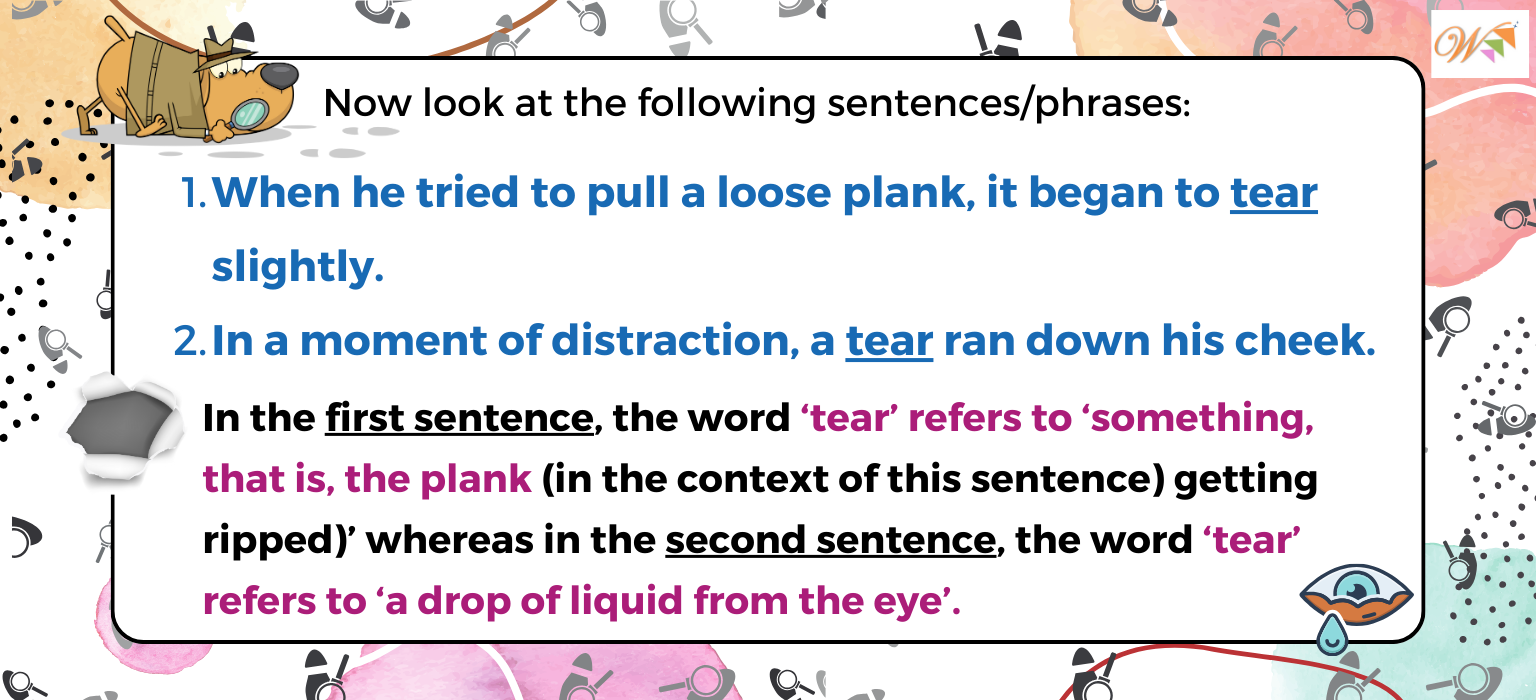 Now look at the following sentences/phrases:
1. When he tried to pull a loose plank, it began to tear
slightly.
2. In a moment of distraction, a tear ran down his cheek.
In the first sentence, the word ‘tear’ refers to ‘something,
that is, the plank (in the context of this sentence) getting
ripped)’ whereas in the second sentence, the word ‘tear’
refers to ‘a drop of liquid from the eye’.
W